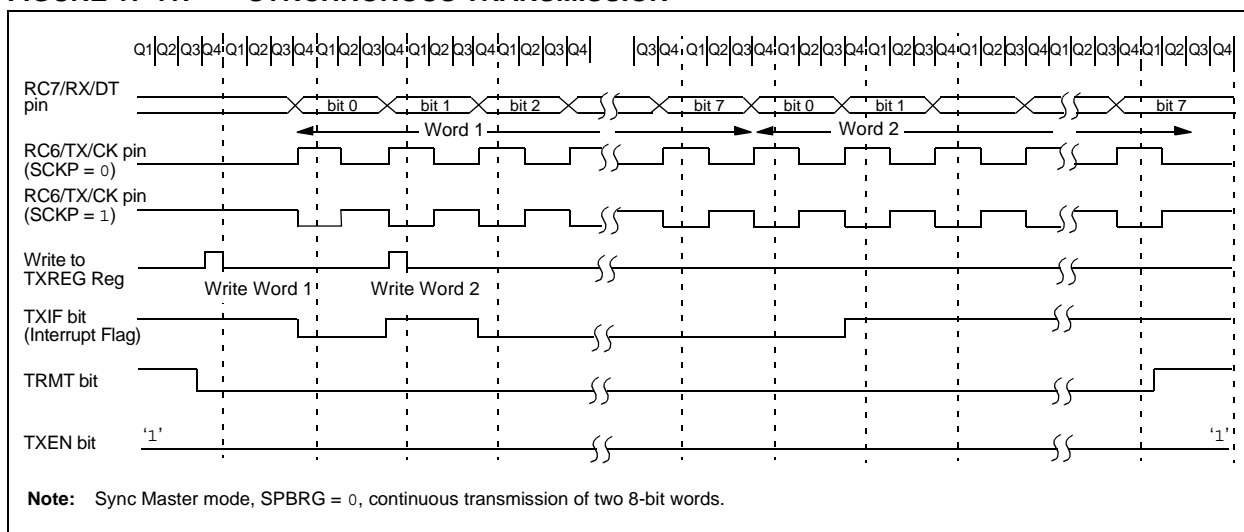 Q1 Q2 Q3 Q4 Q1 Q2 Q3 Q4 Q1 Q2 Q3 Q4 Q1 Q2 Q3 Q4 Q1 Q2 Q3 Q4 Q3 Q4 Q1 Q2 Q3 Q4 Q1 Q2 Q3 Q4 Q1 Q2 Q3 Q4 Q1 Q2 Q3 Q4 Q1 Q2 Q3 Q4 Q1 Q2 Q3 Q4
RC7/RX/DT
pin
bit 0 bit 1 bit 2 bit 7 bit 0 bit 1 bit 7
Word 1 Word 2
RC6/TX/CK pin
(SCKP = 0)
RC6/TX/CK pin
(SCKP = 1)
Write to
TXREG Reg
Write Word 1 Write Word 2
TXIF bit
(Interrupt Flag)
TRMT bit
TXEN bit
‘1’ ‘1’
Note: Sync Master mode, SPBRG = 0, continuous transmission of two 8-bit words.